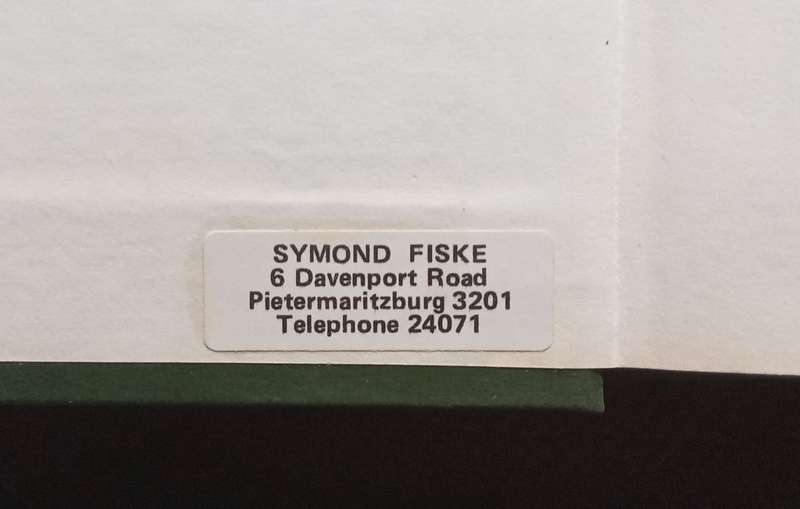 SYMOND FISKE
6 Davenport Road
Pietermaritzburg 3201
Telephone 24071